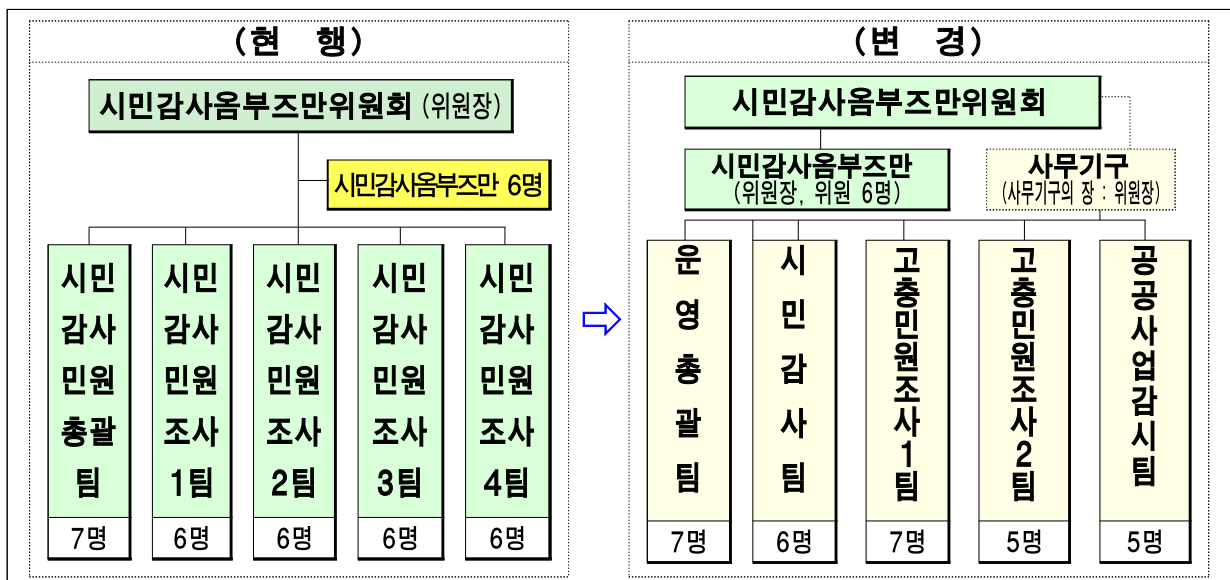 (현 행)
시민감사옴부즈만위원회 (위원장)
시민감사옴부즈만 6명
시민
감사
민원
총괄
팀
7명
시민
감사
민원
조사
1팀
6명
시민
감사
민원
조사
2팀
6명
시민
감사
민원
조사
3팀
6명
시민
감사
민원
조사
4팀
6명
(변 경)
시민감사옴부즈만위원회
시민감사옴부즈만
(위원장, 위원 6명)
사무기구
(사무기구의 장 : 위원장)
운영총괄팀
7명
시민감사팀
6명
고충민원조사1팀
7명
고충민원조사2팀
5명
공공사업감시팀
5명